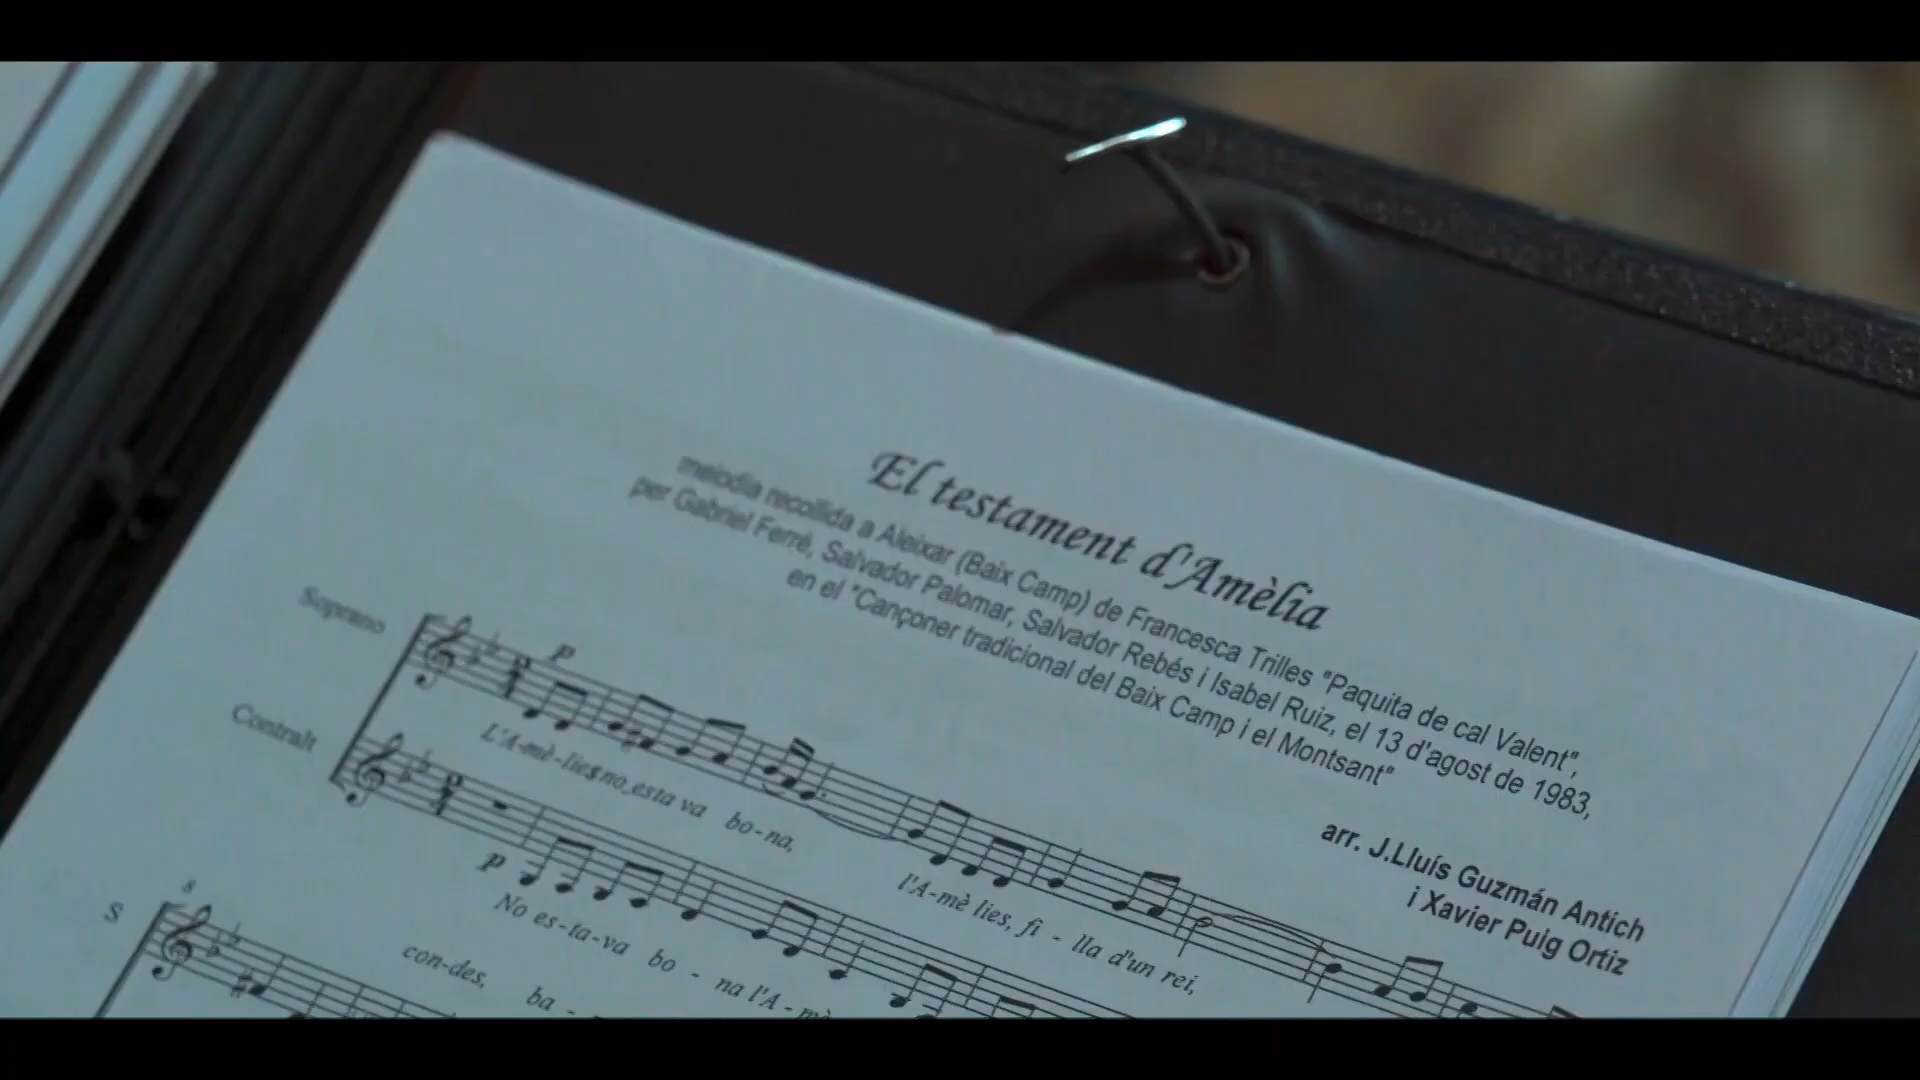 El testament d'Amèlia
melodia recollida a Aleixar (Baix Camp) de Francesca Trilles "Paquita de cal Valent",
per Gabriel Ferré, Salvador Palomar, Salvador Rebés i Isabel Ruiz, el 13 d'agost de 1983,
en el "Cançoner tradicional del Baix Camp i el Montsant"
arr. J.Lluís Guzmán Antich
i Xavier Puig Ortiz
Soprano
p
L'A-mè-lies no esta va bo-na, l'A-mè lies, fi - lla d'un rei,
Contralt
p
No es-ta-va bo - na l'A-mè
8
S
con-des, ba -